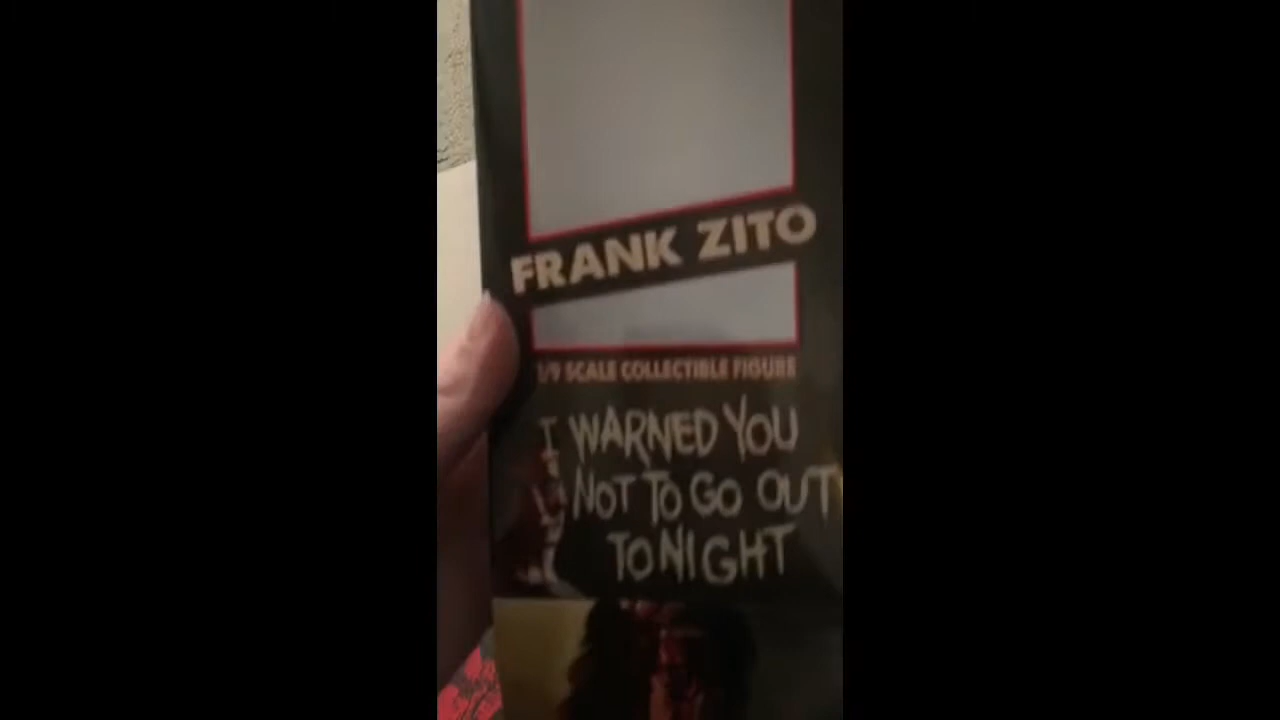 FRANK ZITO
1/9 SCALE COLLECTIBLE FIGURE
I WARNED YOU
NOT TO GO OUT
TONIGHT